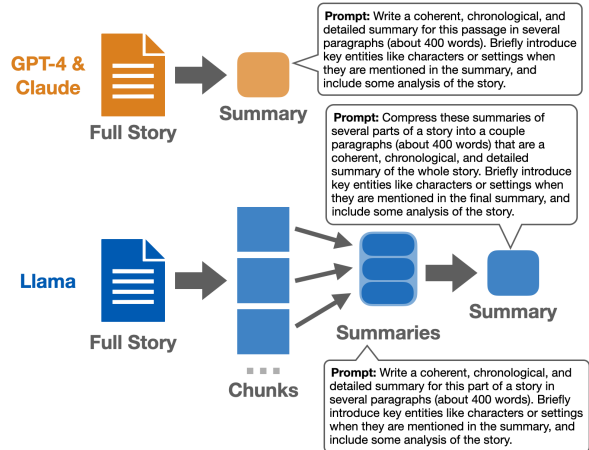 Prompt: Write a coherent, chronological, and
detailed summary for this passage in several
paragraphs (about 400 words). Briefly introduce
key entities like characters or settings when
they are mentioned in the summary, and
include some analysis of the story.
GPT-4 &
Claude
Full Story
Summary
Prompt: Compress these summaries of
several parts of a story into a couple
paragraphs (about 400 words) that are a
coherent, chronological, and detailed
summary of the whole story. Briefly introduce
key entities like characters or settings when
they are mentioned in the final summary, and
include some analysis of the story.
Llama
Full Story
Chunks
Summaries
Summary
Prompt: Write a coherent, chronological, and
detailed summary for this part of a story in
several paragraphs (about 400 words). Briefly
introduce key entities like characters or settings
when they are mentioned in the summary, and
include some analysis of the story.